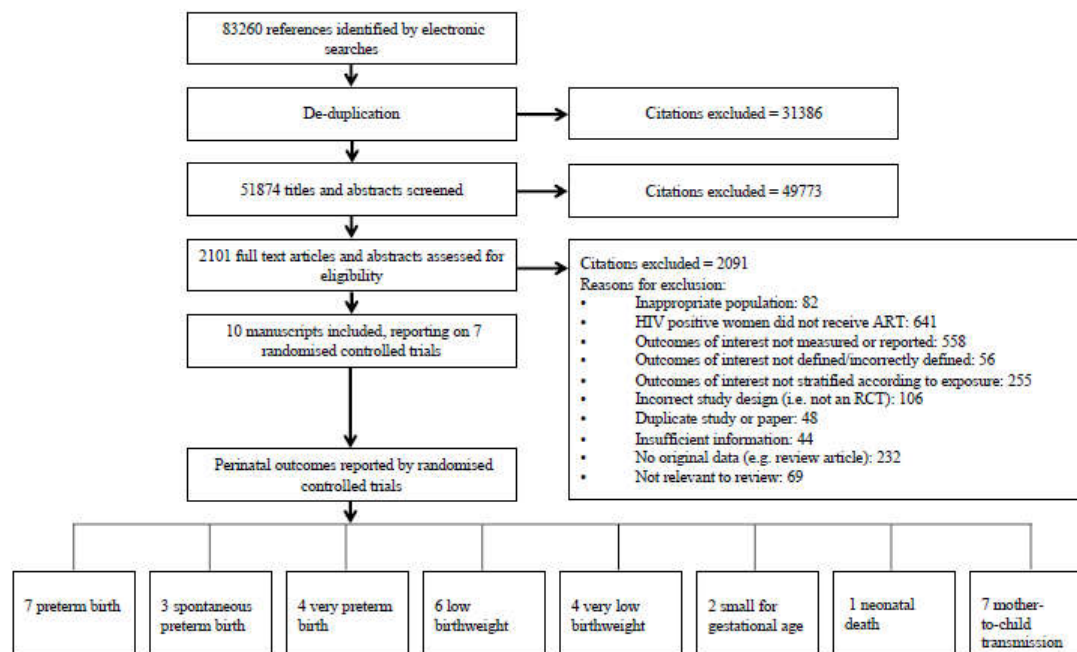 83260 references identified by electronic
searches
De-duplication
Citations excluded = 31386
51874 titles and abstracts screened
Citations excluded = 49773
2101 full text articles and abstracts assessed for
eligibility
Citations excluded = 2091
Reasons for exclusion:
• Inappropriate population: 82
• HIV positive women did not receive ART: 641
• Outcomes of interest not measured or reported: 558
• Outcomes of interest not defined/incorrectly defined: 56
• Outcomes of interest not stratified according to exposure: 255
• Incorrect study design (i.e. not an RCT): 106
• Duplicate study or paper: 48
• Insufficient information: 44
• No original data (e.g. review article): 232
• Not relevant to review: 69
10 manuscripts included, reporting on 7
randomised controlled trials
Perinatal outcomes reported by randomised
controlled trials
7 preterm birth
3 spontaneous
preterm birth
4 very preterm
birth
6 low
birthweight
4 very low
birthweight
2 small for
gestational age
1 neonatal
death
7 mother-
to-child
transmission